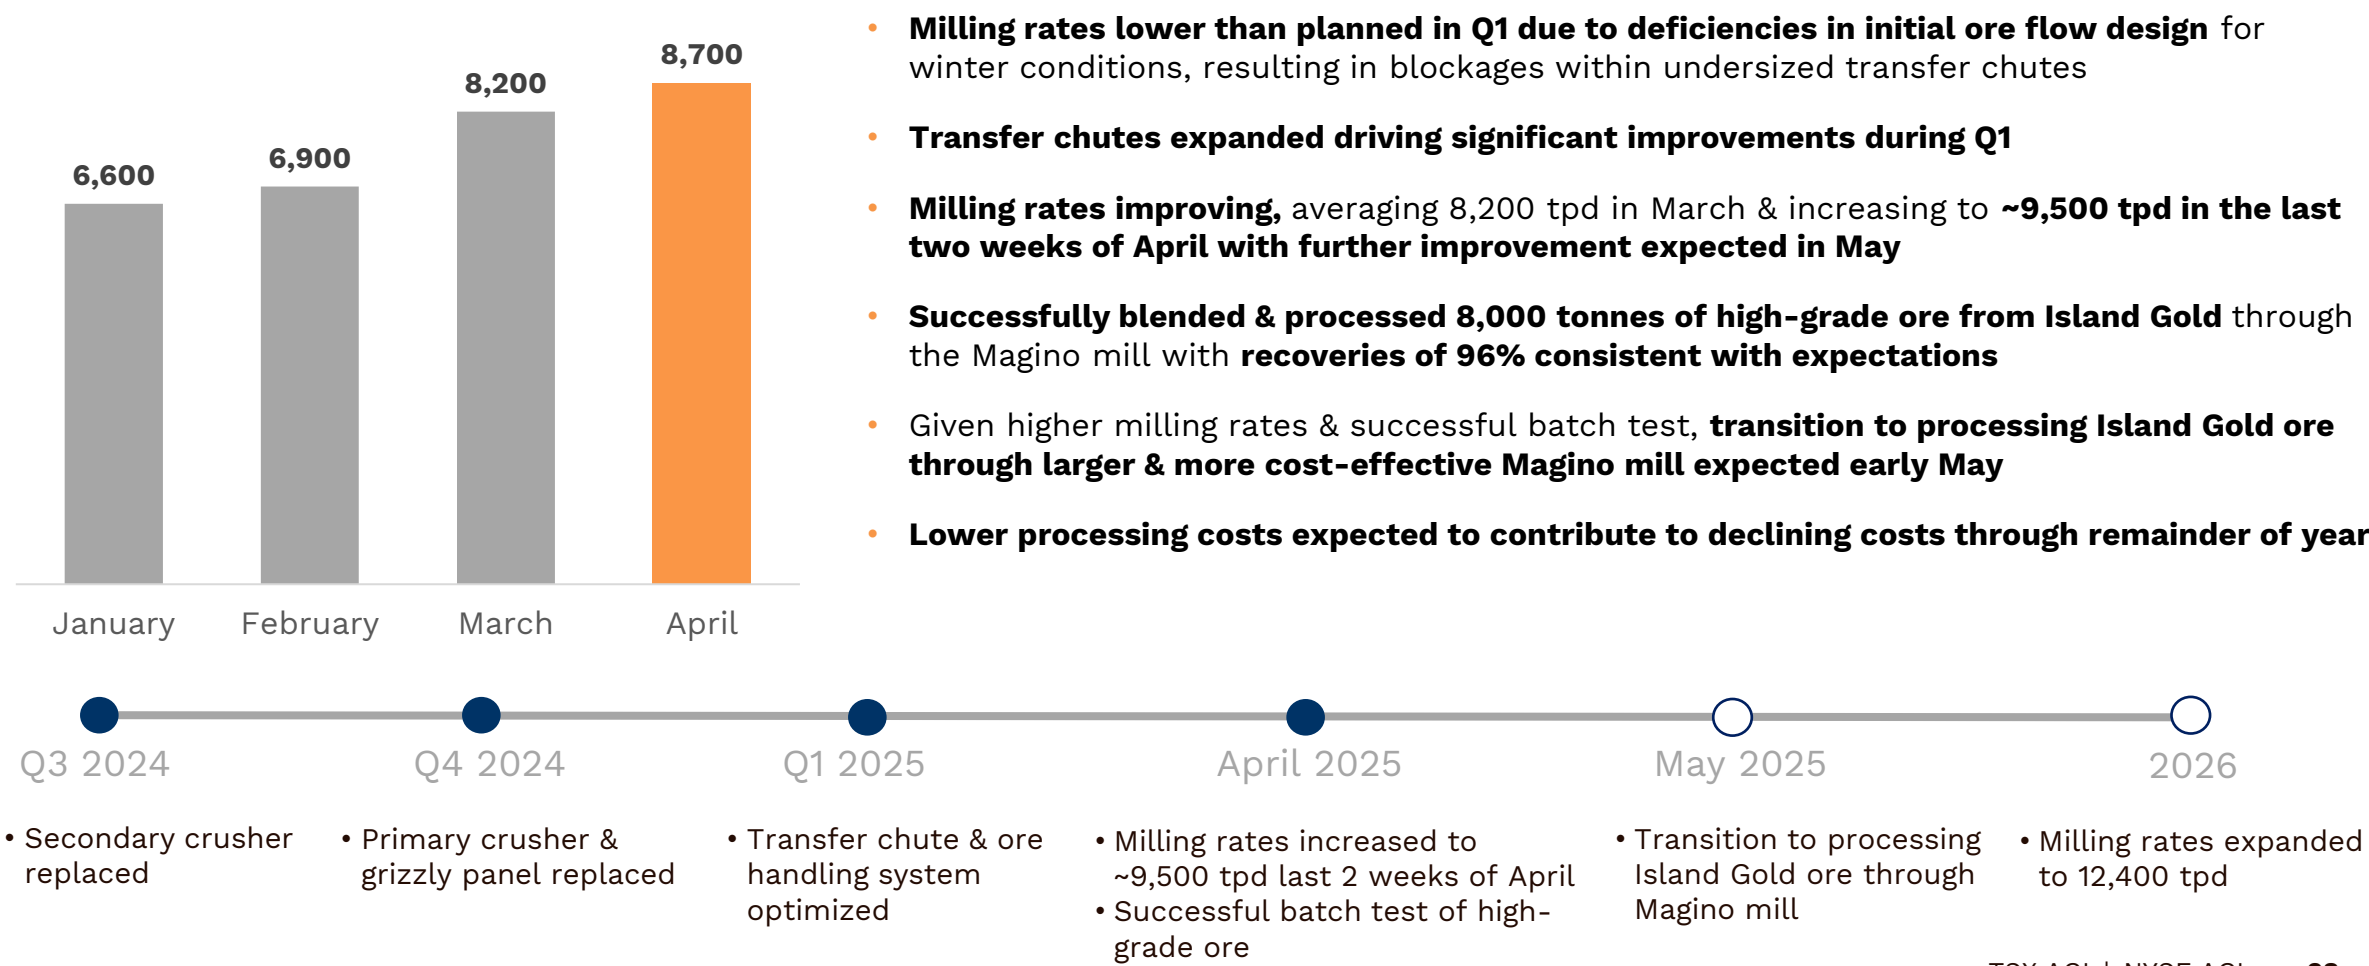 8,700
8,200
6,900
6,600
January February March April
• Milling rates lower than planned in Q1 due to deficiencies in initial ore flow design for
winter conditions, resulting in blockages within undersized transfer chutes
• Transfer chutes expanded driving significant improvements during Q1
• Milling rates improving, averaging 8,200 tpd in March & increasing to ~9,500 tpd in the last
two weeks of April with further improvement expected in May
• Successfully blended & processed 8,000 tonnes of high-grade ore from Island Gold through
the Magino mill with recoveries of 96% consistent with expectations
• Given higher milling rates & successful batch test, transition to processing Island Gold ore
through larger & more cost-effective Magino mill expected early May
• Lower processing costs expected to contribute to declining costs through remainder of year
Q3 2024
• Secondary crusher
replaced
Q4 2024
• Primary crusher &
grizzly panel replaced
Q1 2025
• Transfer chute & ore
handling system
optimized
April 2025
• Milling rates increased to
~9,500 tpd last 2 weeks of April
• Successful batch test of high-
grade ore
May 2025
• Transition to processing
Island Gold ore through
Magino mill
2026
• Milling rates expanded
to 12,400 tpd